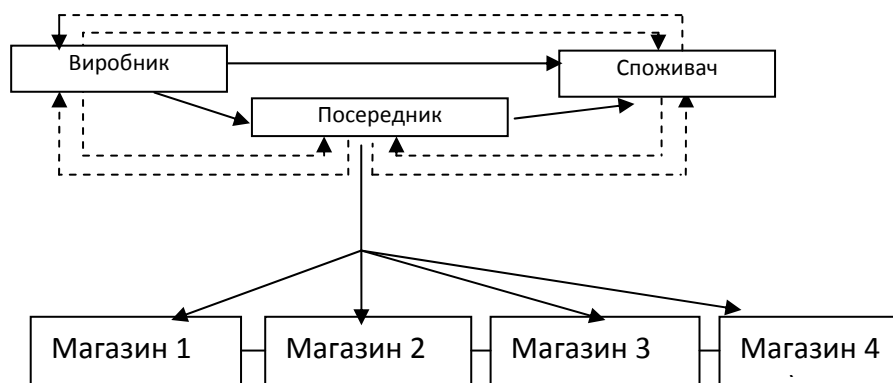 Виробник
Споживач
Посередник
Магазин 1
Магазин 2
Магазин 3
Магазин 4